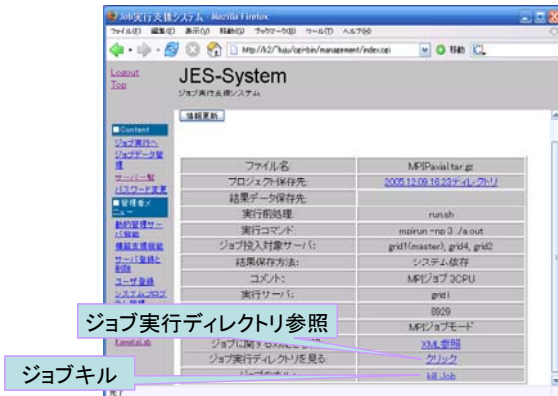 Job実行支援システム - Mozilla Firefox
ファイル(F) 編集(E) 表示(V) 移動(G) ブックマーク(B) ツール(T) ヘルプ(H)
移動
Logout
Top
JES-System
ジョブ実行支援システム
情報更新
■Content
ジョブ実行へ
ジョブデータ管理
サーバー一覧
パスワード変更
■管理者メニュー
サーバ登録と削除
ユーザ登録
ファイル名 MPIPaxial.tar.gz
プロジェクト保存先 2005.12.09.16.23ディレクトリ
結果データ保存先
実行前処理 run.sh
実行コマンド: mpirun -np 3 ./a.out
ジョブ投入対象サーバ: grid1(master), grid4, grid2
結果保存方法: システム依存
コメント: MPIジョブ 3CPU
実行サーバ: grid1
8929
MPIジョブモード
XML参照
ジョブ実行ディレクトリを見る クリック
kill Job
ジョブ実行ディレクトリ参照
ジョブキル
完了